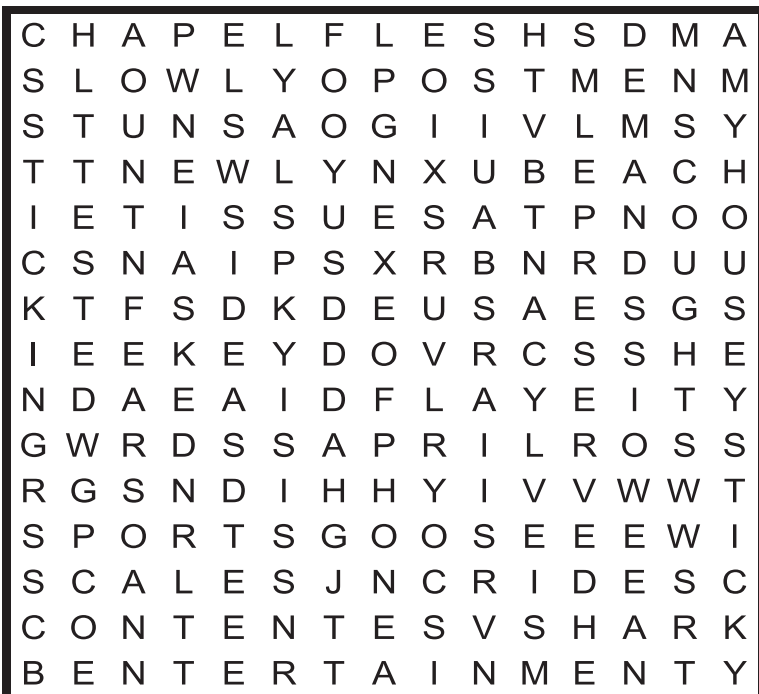 C H A P E L F L E S H S D M A
S L O W L Y O P O S T M E N M
S T U N S A O G I I V L M S Y
T T N E W L Y N X U B E A C H
I E T I S S U E S A T P N O O
C S N A I P S X R B N R D U U
K T F S D K D E U S A E S G S
I E E K E Y D O V R C S S H E
N D A E A I D F L A Y E I T Y
G W R D S S A P R I L R O S S
R G S N D I H H Y I V V W W T
S P O R T S G O O S E E E W I
S C A L E S J N C R I D E S C
C O N T E N T E S V S H A R K
B E N T E R T A I N M E N T Y